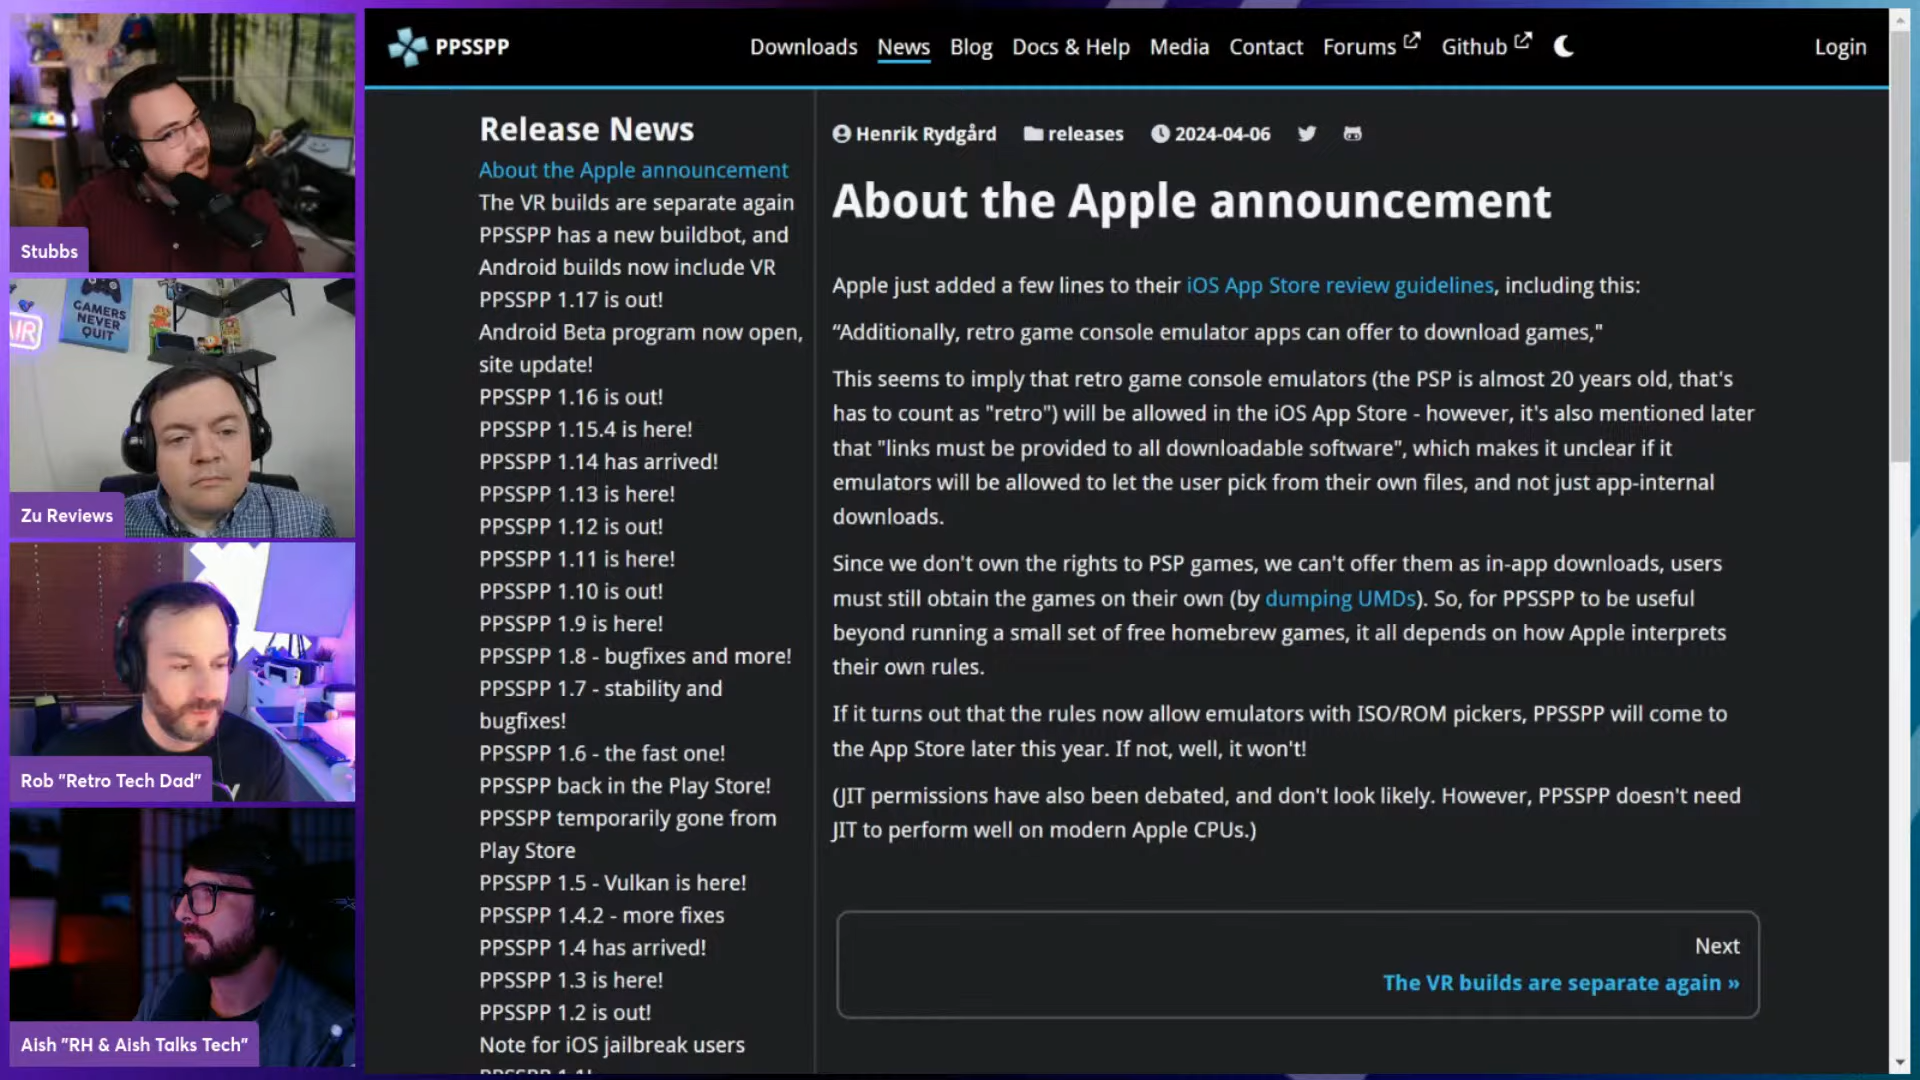 PPSSPP
Downloads
News
Blog
Docs & Help
Media
Contact
Forums
Github
Login
Stubbs
GAMERS
NEVER
QUIT
AIR
Zu Reviews
Rob "Retro Tech Dad"
Aish "RH & Aish Talks Tech"
Release News
About the Apple announcement
The VR builds are separate again
PPSSPP has a new buildbot, and
Android builds now include VR
PPSSPP 1.17 is out!
Android Beta program now open,
site update!
PPSSPP 1.16 is out!
PPSSPP 1.15.4 is here!
PPSSPP 1.14 has arrived!
PPSSPP 1.13 is here!
PPSSPP 1.12 is out!
PPSSPP 1.11 is here!
PPSSPP 1.10 is out!
PPSSPP 1.9 is here!
PPSSPP 1.8 - bugfixes and more!
PPSSPP 1.7 - stability and
bugfixes!
PPSSPP 1.6 - the fast one!
PPSSPP back in the Play Store!
PPSSPP temporarily gone from
Play Store
PPSSPP 1.5 - Vulkan is here!
PPSSPP 1.4.2 - more fixes
PPSSPP 1.4 has arrived!
PPSSPP 1.3 is here!
PPSSPP 1.2 is out!
Note for iOS jailbreak users
Henrik Rydgård
releases
2024-04-06
About the Apple announcement
Apple just added a few lines to their iOS App Store review guidelines, including this:
“Additionally, retro game console emulator apps can offer to download games,"
This seems to imply that retro game console emulators (the PSP is almost 20 years old, that's
has to count as "retro") will be allowed in the iOS App Store - however, it's also mentioned later
that "links must be provided to all downloadable software", which makes it unclear if it
emulators will be allowed to let the user pick from their own files, and not just app-internal
downloads.
Since we don't own the rights to PSP games, we can't offer them as in-app downloads, users
must still obtain the games on their own (by dumping UMDs). So, for PPSSPP to be useful
beyond running a small set of free homebrew games, it all depends on how Apple interprets
their own rules.
If it turns out that the rules now allow emulators with ISO/ROM pickers, PPSSPP will come to
the App Store later this year. If not, well, it won't!
(JIT permissions have also been debated, and don't look likely. However, PPSSPP doesn't need
JIT to perform well on modern Apple CPUs.)
Next
The VR builds are separate again »